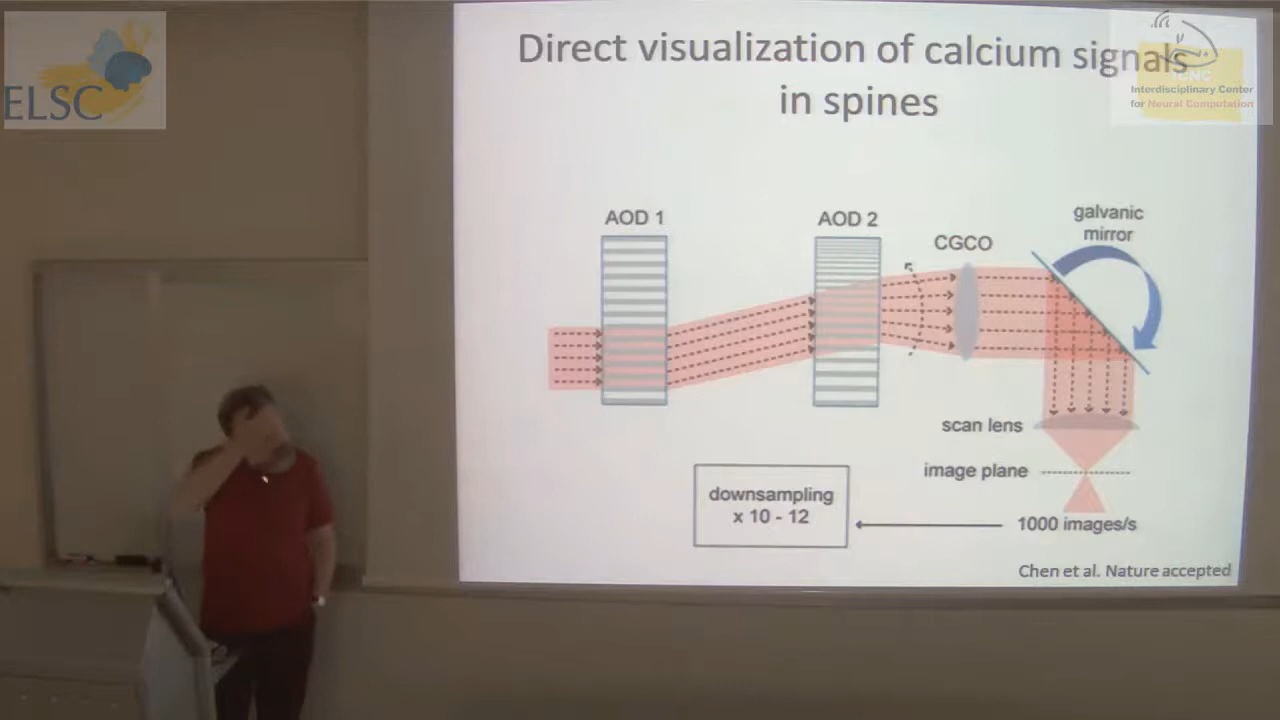 ELSC
Direct visualization of calcium signals
in spines
ICNC
Interdisciplinary Center
for Neural Computation
AOD 1
AOD 2
CGCO
galvanic
mirror
scan lens
image plane
downsampling
x 10 - 12
1000 images/s
Chen et al. Nature accepted